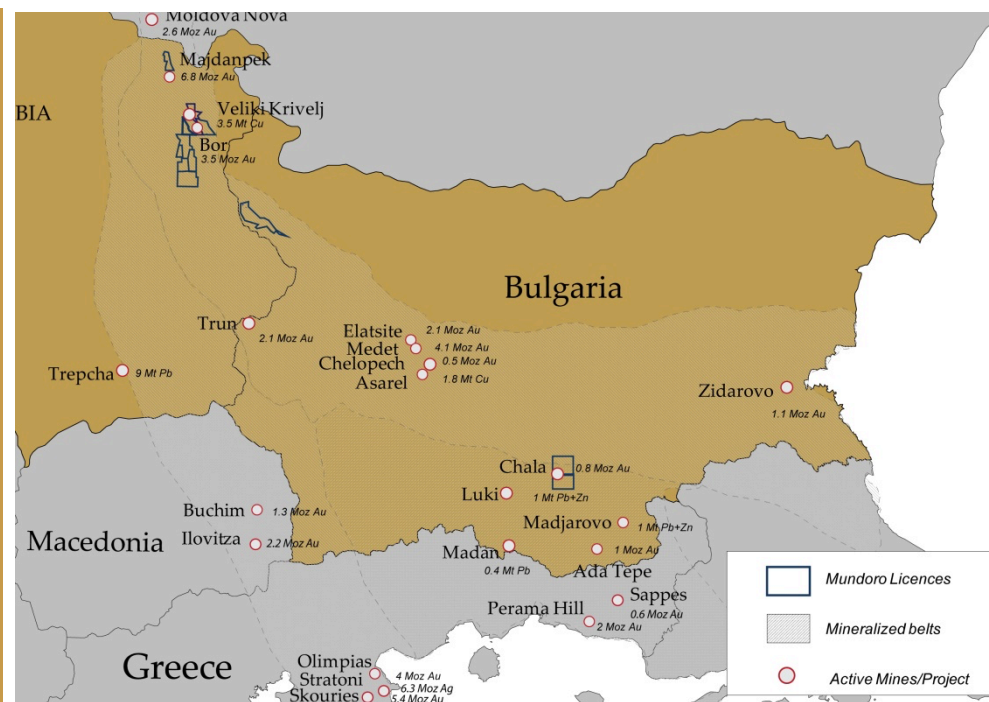 Moldova Nova
2.6 Moz Au
Majdanpek
6.8 Moz Au
BIA
Veliki Krivelj
3.5 Mt Cu
Bor
3.5 Moz Au
Bulgaria
Trun
2.1 Moz Au
Elatsite
2.1 Moz Au
Medet
4.1 Moz Au
Chelopech
0.5 Moz Au
Asarel
1.8 Mt Cu
Trepcha
9 Mt Pb
Zidarovo
1.1 Moz Au
Chala
0.8 Moz Au
1 Mt Pb+Zn
Luki
Buchim
1.3 Moz Au
Madjarovo
1 Mt Pb+Zn
Macedonia
Ilovitza
2.2 Moz Au
Madan
0.4 Mt Pb
1 Moz Au
Ada Tepe
Sappes
0.6 Moz Au
Perama Hill
2 Moz Au
Greece
Olimpias
4 Moz Au
Stratoni
6.3 Moz Ag
Skouries
5.4 Moz Au
Mundoro Licences
Mineralized belts
Active Mines/Project